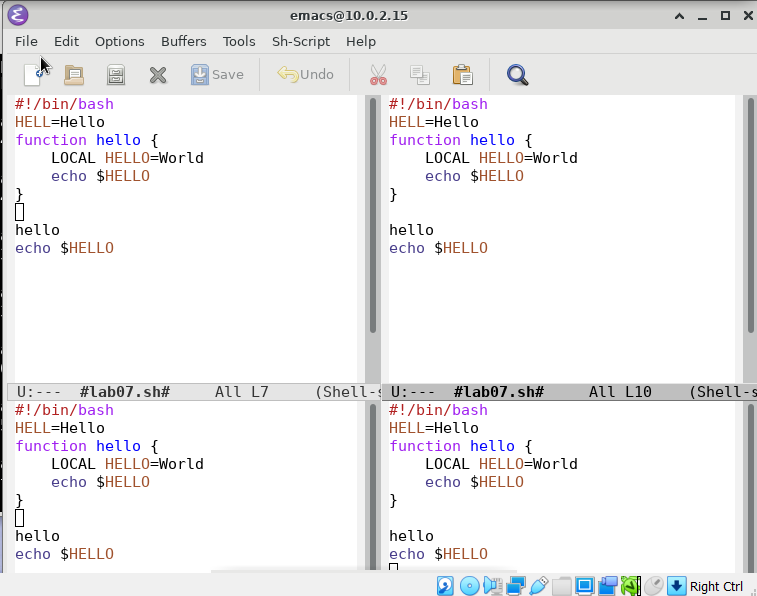 emacs@10.0.2.15
File Edit Options Buffers Tools Sh-Script Help
Save Undo
#!/bin/bash
HELL=Hello
function hello {
    LOCAL HELLO=World
    echo $HELLO
}
hello
echo $HELLO
U:---  #lab07.sh#     All L7     (Shell-s
#!/bin/bash
HELL=Hello
function hello {
    LOCAL HELLO=World
    echo $HELLO
}
hello
echo $HELLO
U:---  #lab07.sh#     All L10    (Shell-s
#!/bin/bash
HELL=Hello
function hello {
    LOCAL HELLO=World
    echo $HELLO
}
hello
echo $HELLO
#!/bin/bash
HELL=Hello
function hello {
    LOCAL HELLO=World
    echo $HELLO
}
hello
echo $HELLO
Right Ctrl